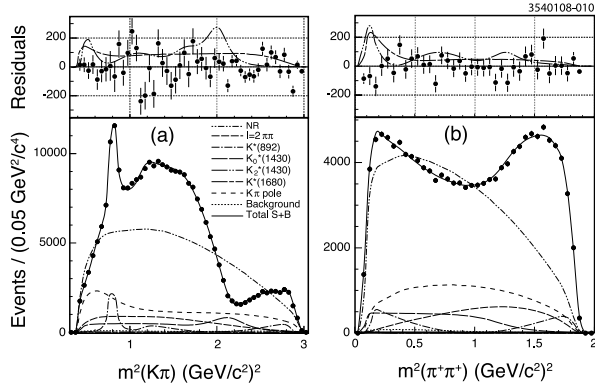 3540108-010
Residuals
200
0
-200
200
0
-200
Events / (0.05 GeV²/c⁴)
10000
5000
0
(a)
NR
I=2 ππ
K*(892)
K₀*(1430)
K₂*(1430)
K*(1680)
Kπ pole
Background
Total S+B
4000
2000
0
(b)
1 2 3
0 0.5 1 1.5 2
m²(Kπ) (GeV/c²)²
m²(π⁺π⁺) (GeV/c²)²